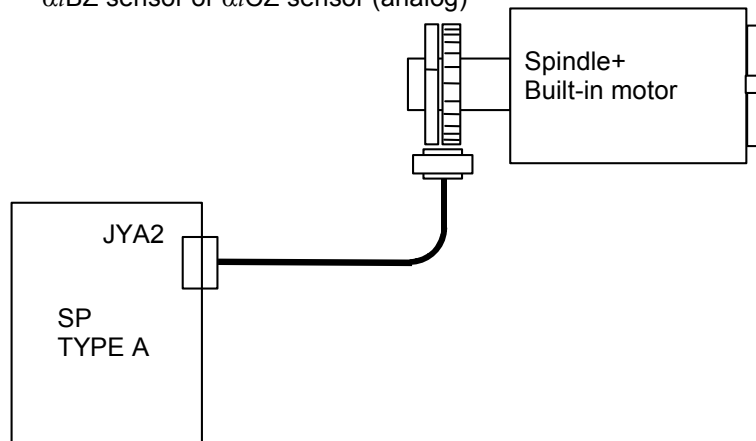 αiBZ sensor or αiCZ sensor (analog)
Spindle+
Built-in motor
JYA2
SP
TYPE A